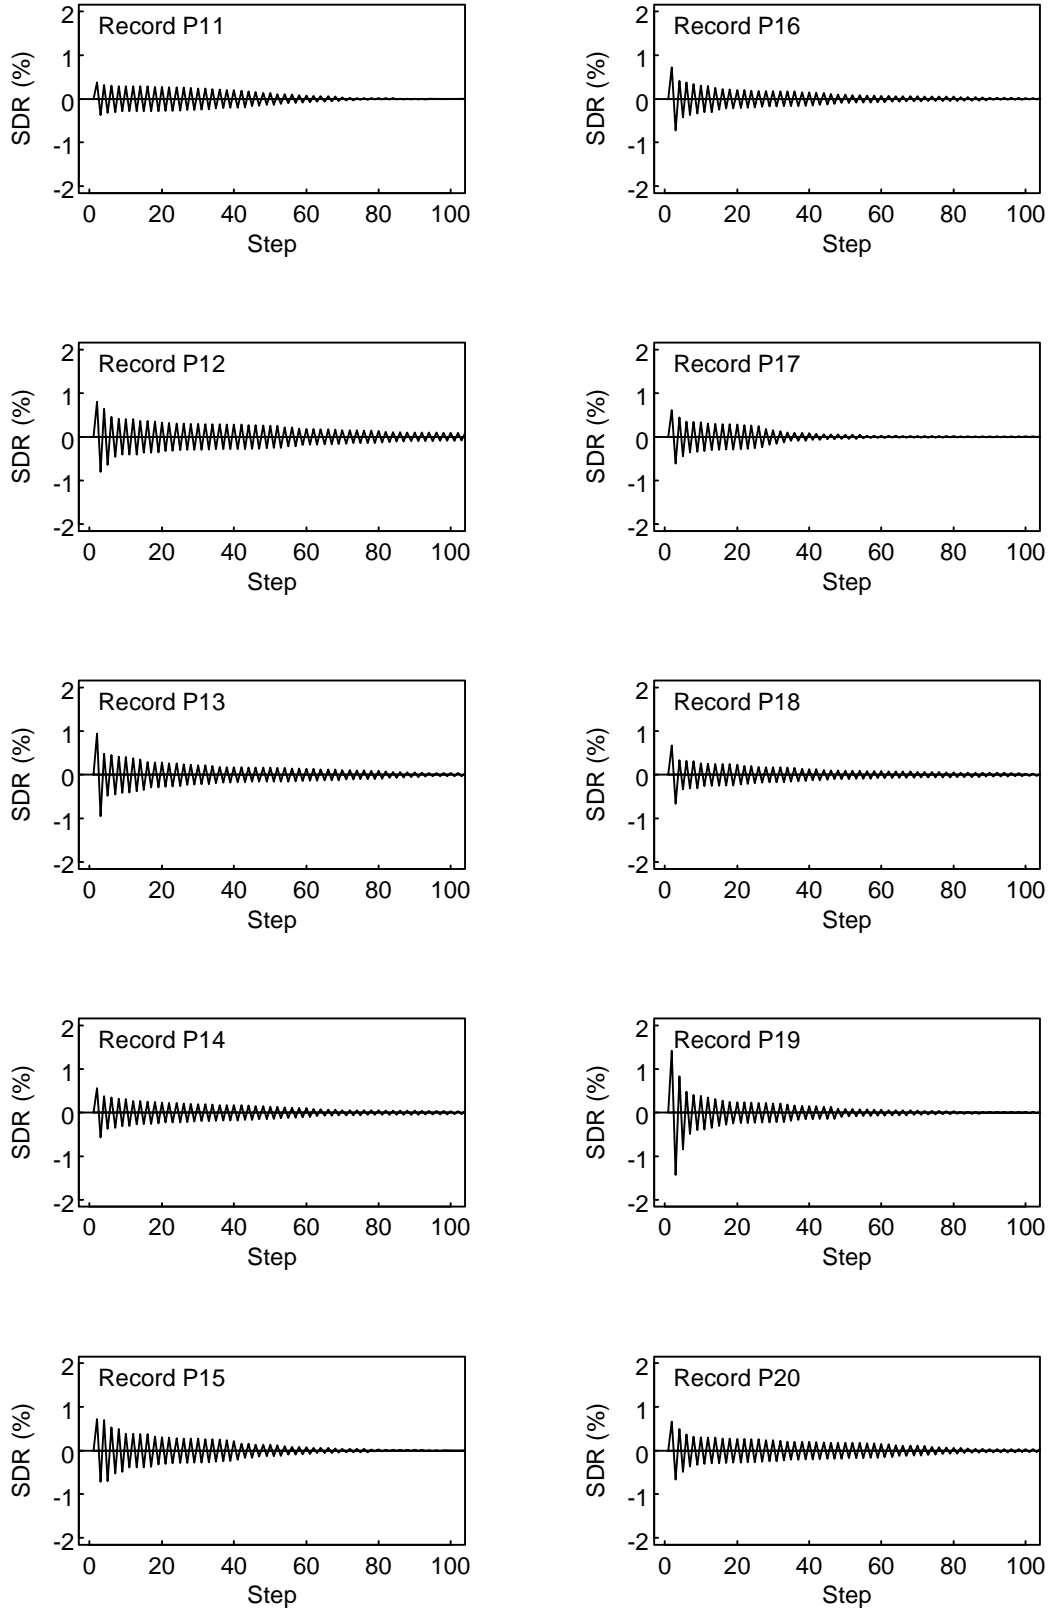 Record P11
SDR (%)
2
1
0
-1
-2
0 20 40 60 80 100
Step
Record P16
SDR (%)
2
1
0
-1
-2
0 20 40 60 80 100
Step
Record P12
SDR (%)
2
1
0
-1
-2
0 20 40 60 80 100
Step
Record P17
SDR (%)
2
1
0
-1
-2
0 20 40 60 80 100
Step
Record P13
SDR (%)
2
1
0
-1
-2
0 20 40 60 80 100
Step
Record P18
SDR (%)
2
1
0
-1
-2
0 20 40 60 80 100
Step
Record P14
SDR (%)
2
1
0
-1
-2
0 20 40 60 80 100
Step
Record P19
SDR (%)
2
1
0
-1
-2
0 20 40 60 80 100
Step
Record P15
SDR (%)
2
1
0
-1
-2
0 20 40 60 80 100
Step
Record P20
SDR (%)
2
1
0
-1
-2
0 20 40 60 80 100
Step